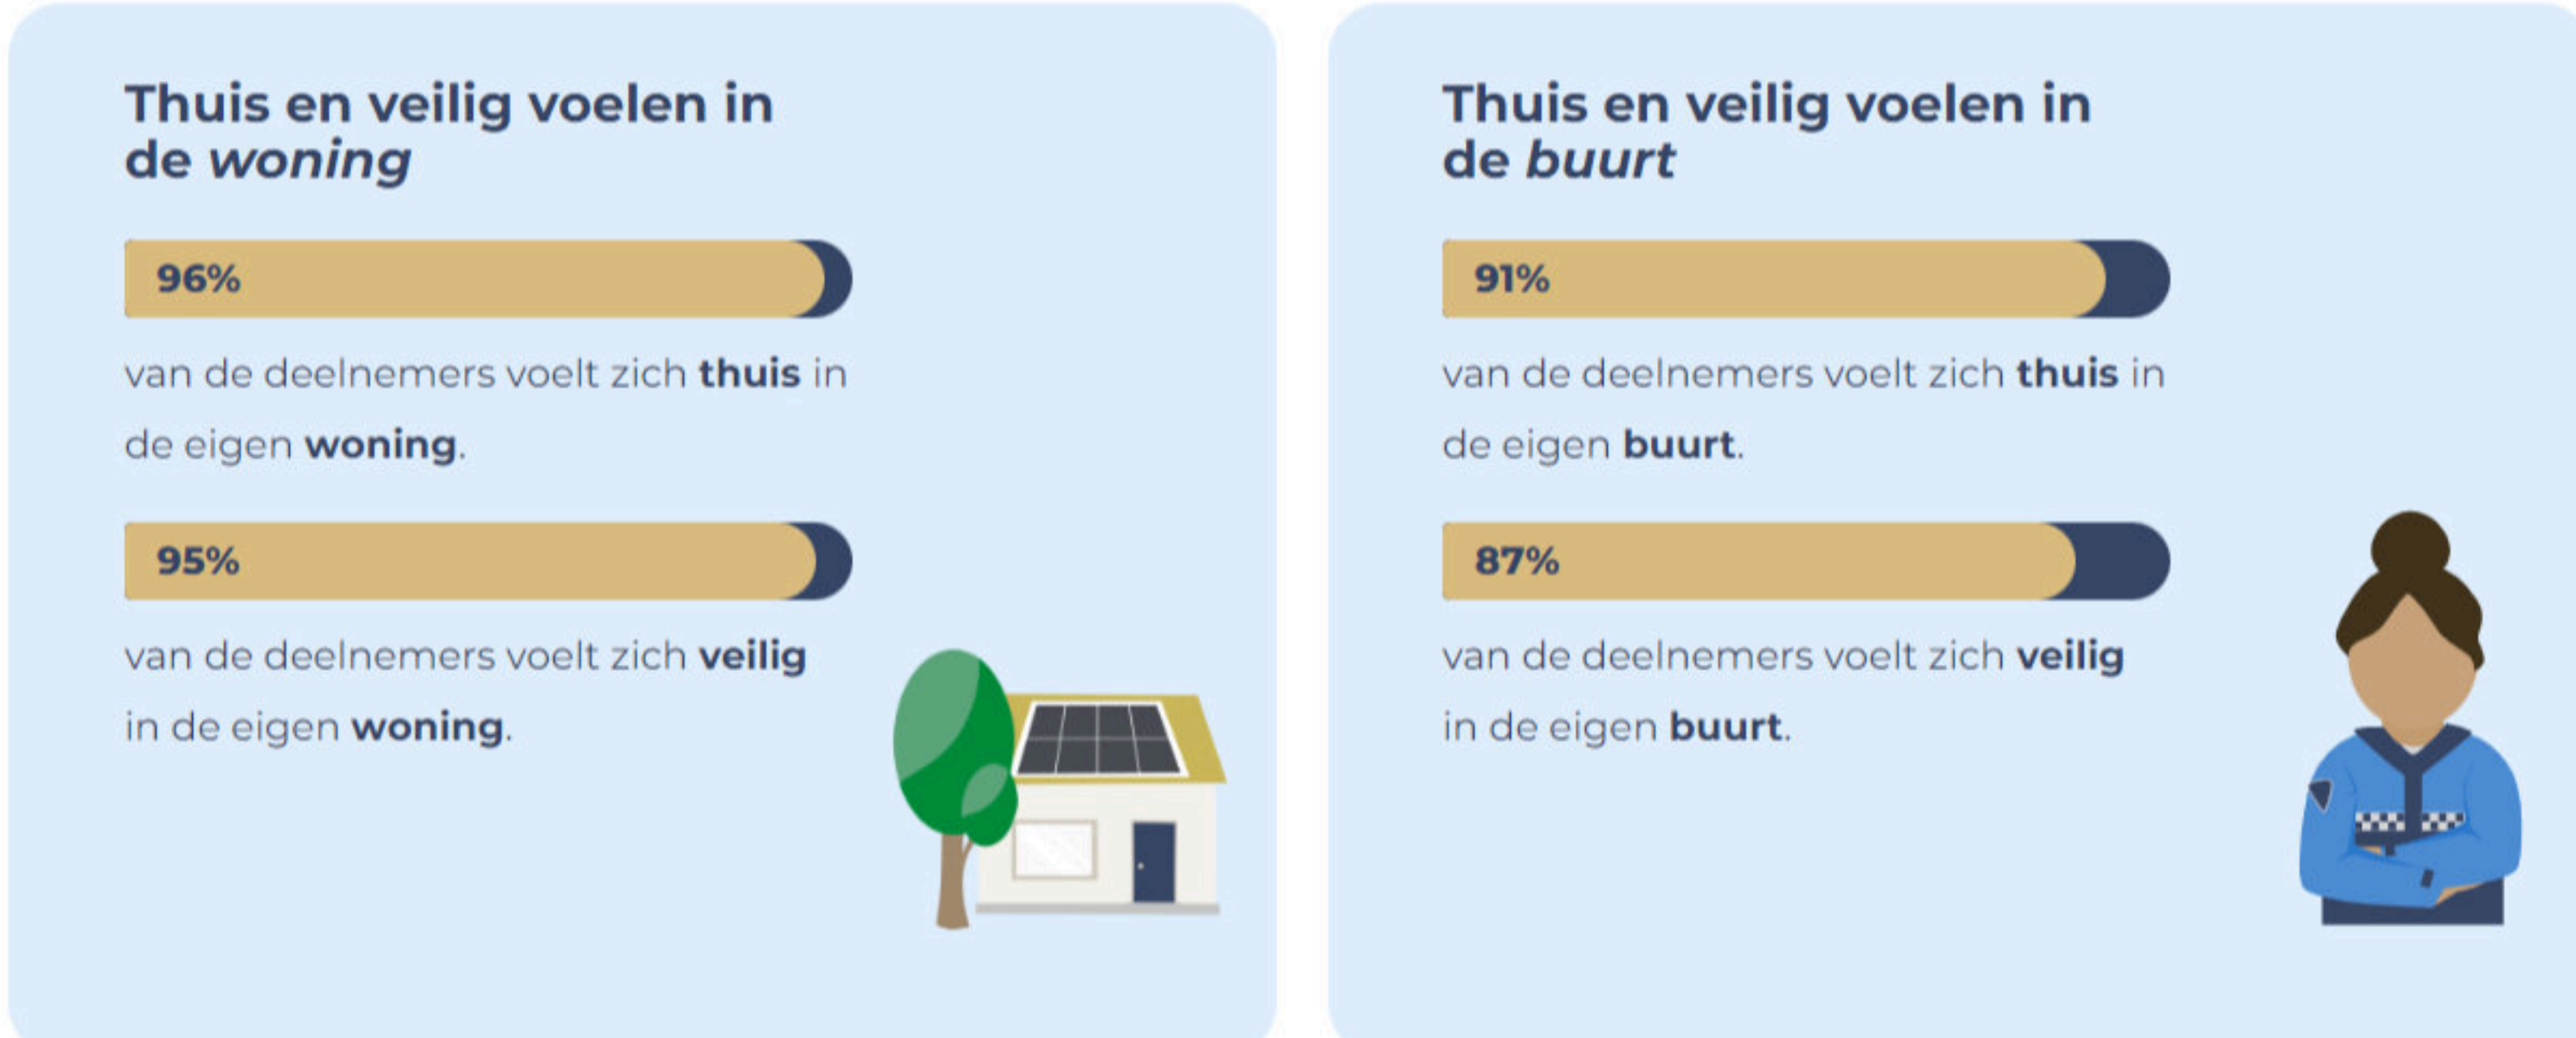 Thuis en veilig voelen in
de woning
96%
van de deelnemers voelt zich thuis in
de eigen woning.
95%
van de deelnemers voelt zich veilig
in de eigen woning.
Thuis en veilig voelen in
de buurt
91%
van de deelnemers voelt zich thuis in
de eigen buurt.
87%
van de deelnemers voelt zich veilig
in de eigen buurt.